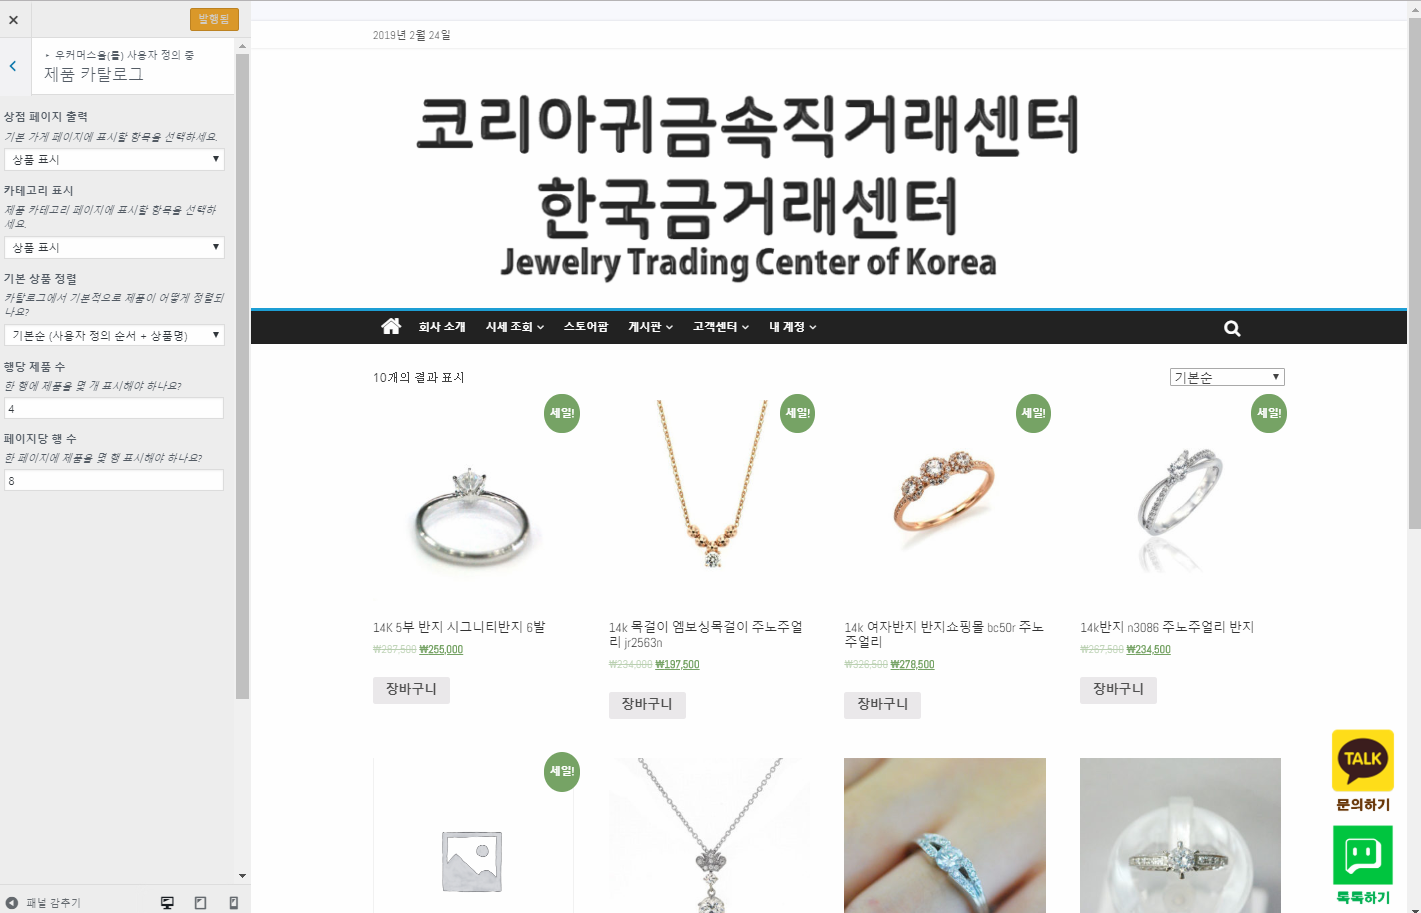 발행됨
우커머스을(를) 사용자 정의 중
제품 카탈로그
상점 페이지 출력
기본 가게 페이지에 표시할 항목을 선택하세요.
상품 표시
카테고리 표시
제품 카테고리 페이지에 표시할 항목을 선택하
세요.
상품 표시
기본 상품 정렬
카탈로그에서 기본적으로 제품이 어떻게 정렬되
나요?
기본순 (사용자 정의 순서 + 상품명)
행당 제품 수
한 행에 제품을 몇 개 표시해야 하나요?
4
페이지당 행 수
한 페이지에 제품을 몇 행 표시해야 하나요?
8
패널 감추기
2019년 2월 24일
코리아귀금속직거래센터
한국금거래센터
Jewelry Trading Center of Korea
회사 소개 시세 조회 스토어팜 게시판 고객센터 내 계정
10개의 결과 표시
기본순
세일! 세일! 세일! 세일!
14K 5부 반지 시그니티반지 6발
₩287,500 ₩255,000
장바구니
14k 목걸이 엠보싱목걸이 주노주얼
리 jr2563n
₩234,000 ₩197,500
장바구니
14k 여자반지 반지쇼핑몰 bc50r 주노
주얼리
₩326,500 ₩278,500
장바구니
14k반지 n3086 주노주얼리 반지
₩267,500 ₩234,500
장바구니
세일!
TALK
문의하기
톡톡하기